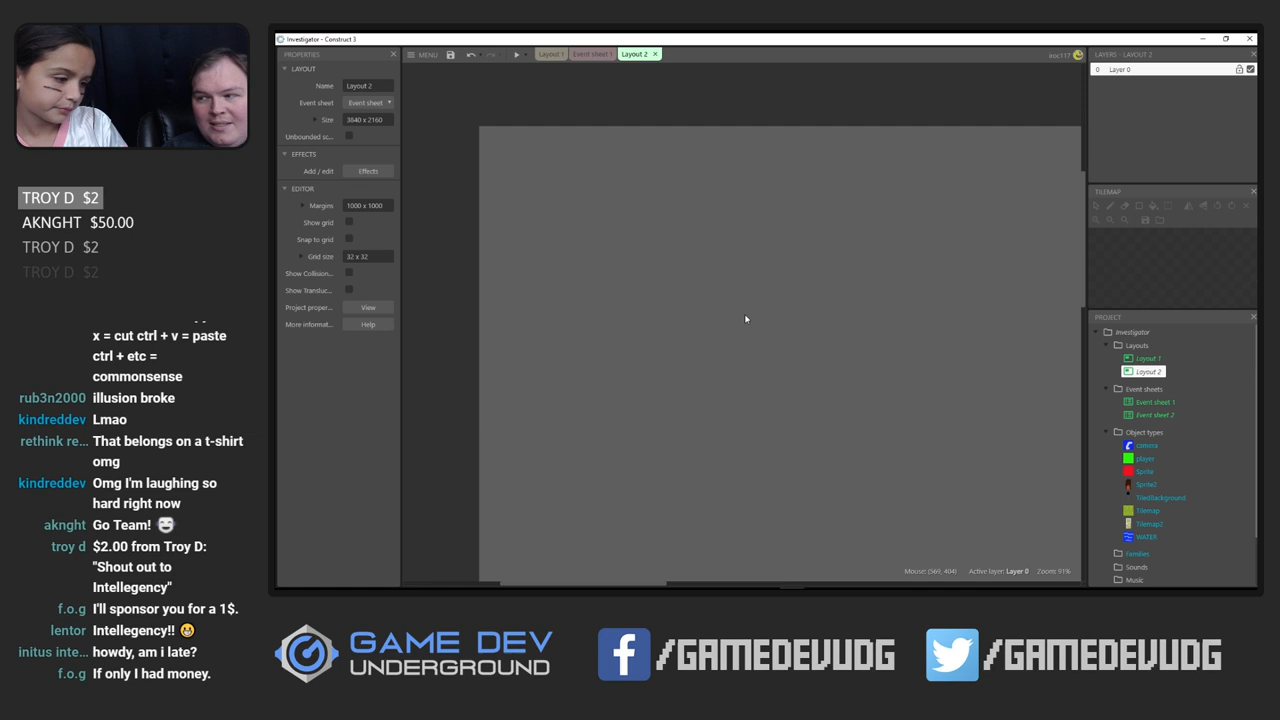 TROY D $2
AKNGHT $50.00
TROY D $2
TROY D $2
x = cut ctrl + v = paste
ctrl + etc =
commonsense
rub3n2000 illusion broke
kindreddev Lmao
rethink re... That belongs on a t-shirt
omg
kindreddev Omg I'm laughing so
hard right now
aknght Go Team!
troy d $2.00 from Troy D:
"Shout out to
Intellegency"
f.o.g I'll sponsor you for a 1$.
lentor Intellegency!!
initus inte... howdy, am i late?
f.o.g If only I had money.
Investigator - Construct 3
PROPERTIES
MENU
Layout 1
Event sheet 1
Layout 2
iroc117
LAYOUT
Name Layout 2
Event sheet Event sheet
Size 3840 x 2160
Unbounded sc...
EFFECTS
Add / edit Effects
EDITOR
Margins 1000 x 1000
Show grid
Snap to grid
Grid size 32 x 32
Show Collision...
Show Transluc...
Project proper... View
More informat... Help
Mouse: (569, 404) Active layer: Layer 0 Zoom: 91%
LAYERS - LAYOUT 2
0 Layer 0
TILEMAP
PROJECT
Investigator
Layouts
Layout 1
Layout 2
Event sheets
Event sheet 1
Event sheet 2
Object types
camera
player
Sprite
Sprite2
TiledBackground
Tilemap
Tilemap2
WATER
Families
Sounds
Music
GAME DEV
UNDERGROUND
/GAMEDEVUDG
/GAMEDEVUDG